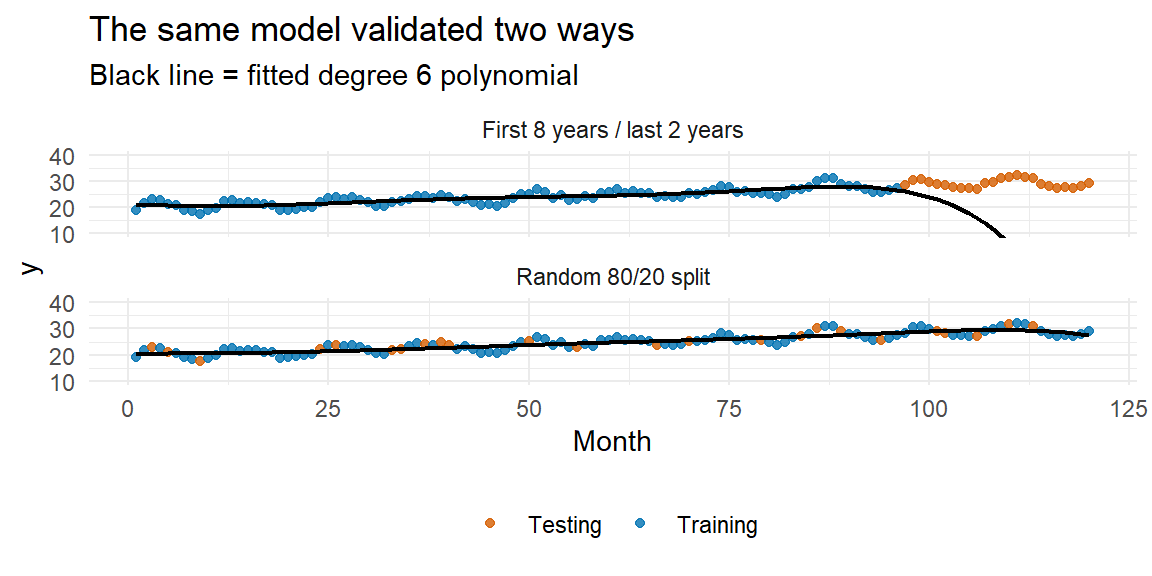 The same model validated two ways
Black line = fitted degree 6 polynomial
First 8 years / last 2 years
40
30
20
10
y
Random 80/20 split
40
30
20
10
0 25 50 75 100 125
Month
Testing Training